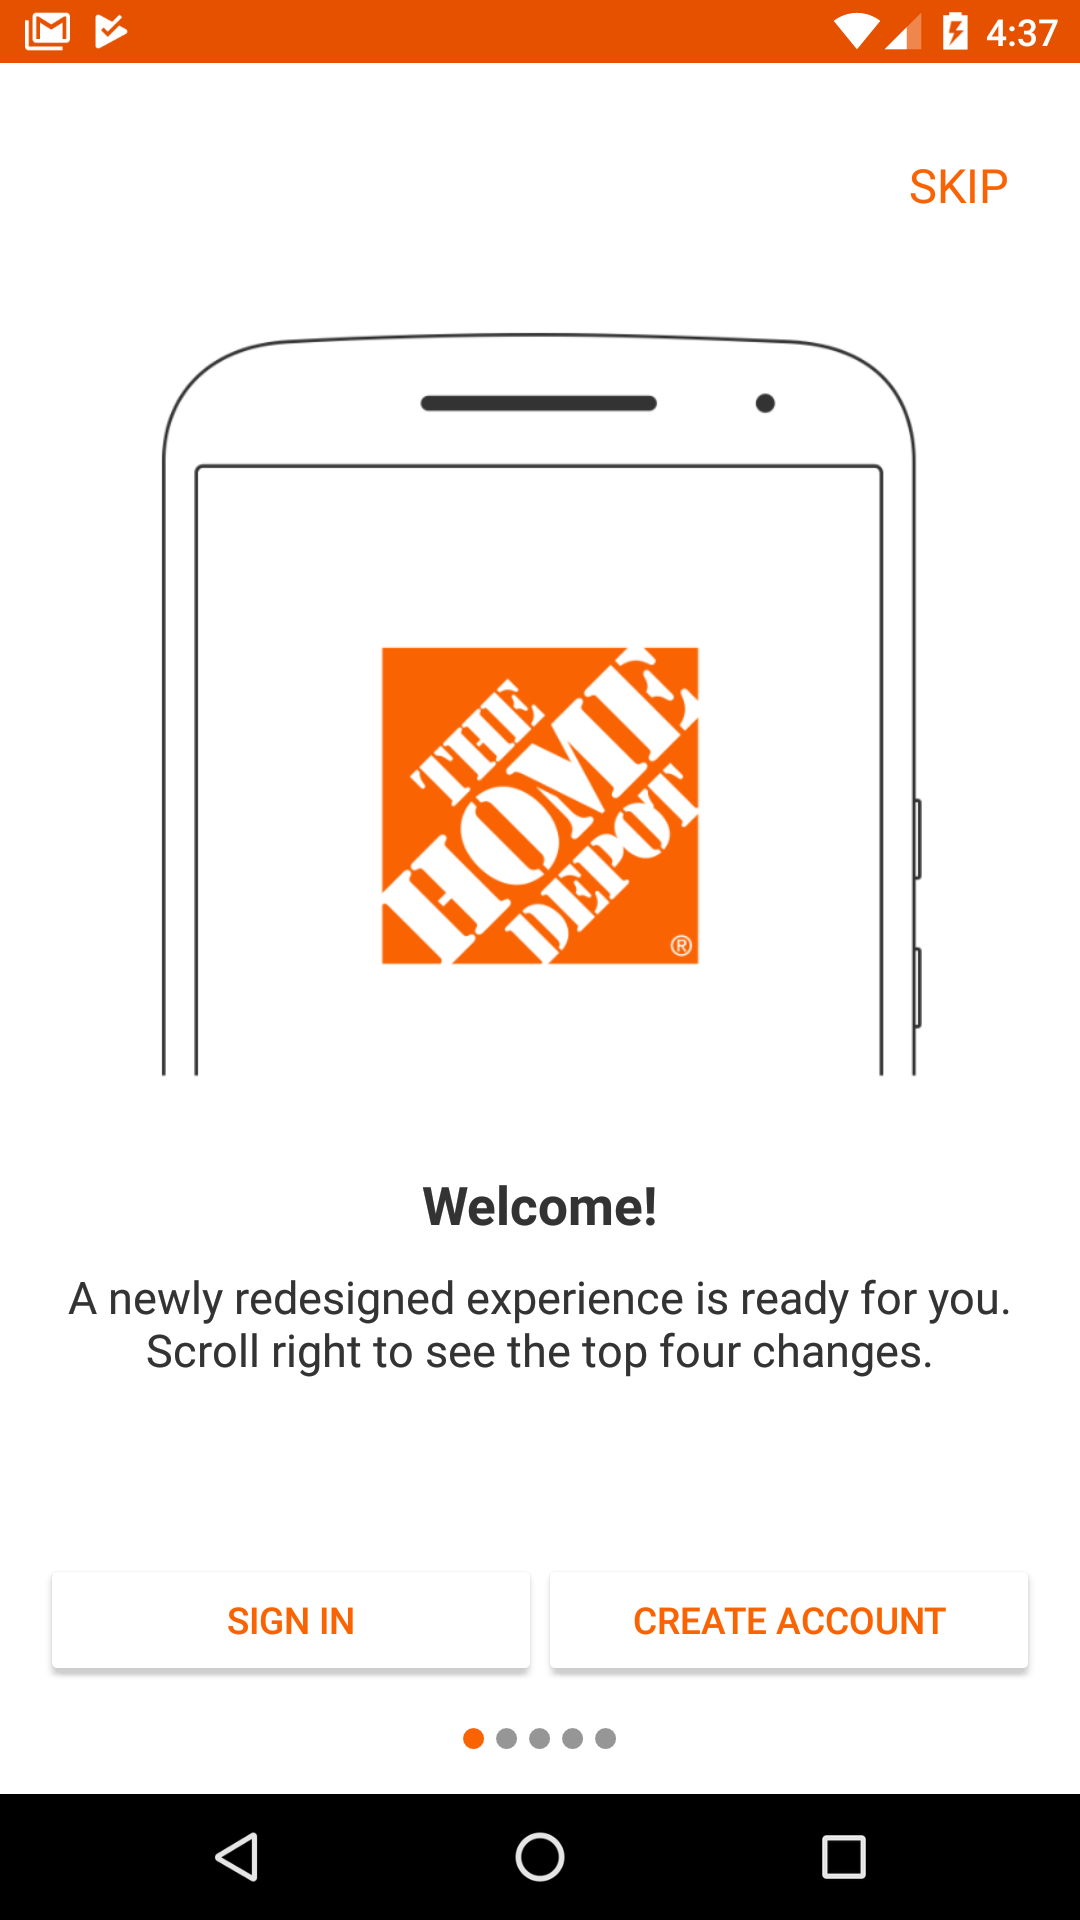 4:37
SKIP
THE
HOME
DEPOT
®
Welcome!
A newly redesigned experience is ready for you.
Scroll right to see the top four changes.
SIGN IN
CREATE ACCOUNT